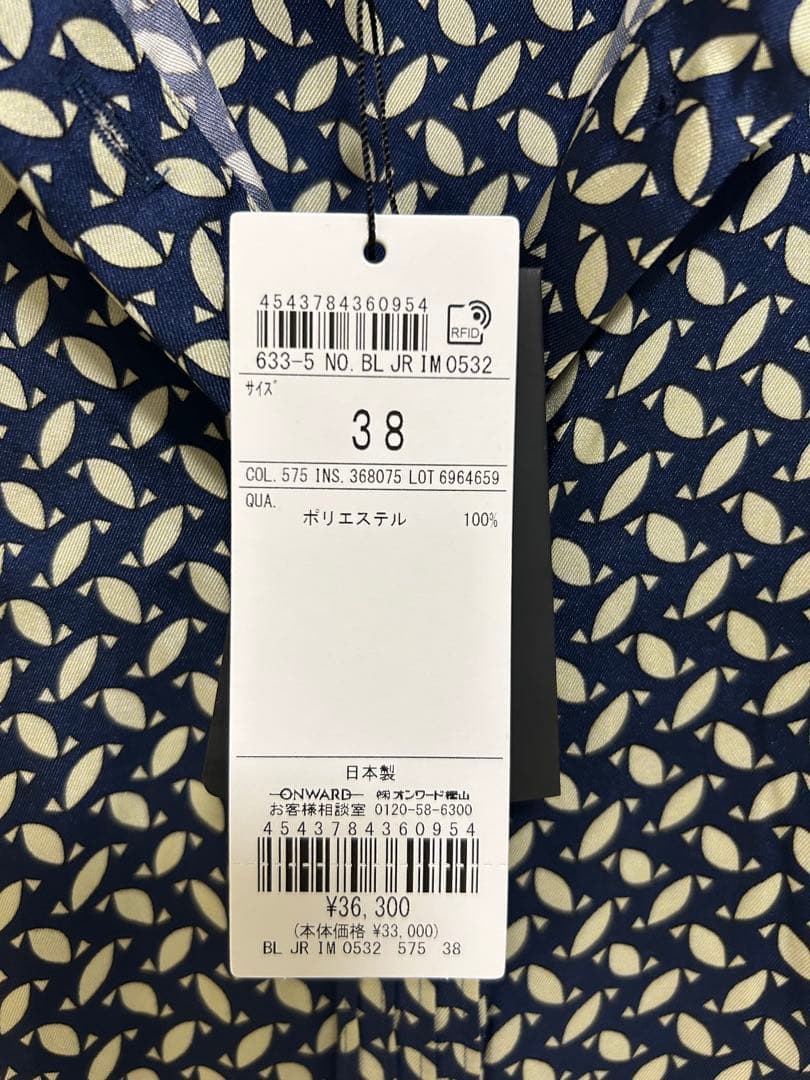 4543784360954
RFID
633-5 NO. BL JR IM 0532
サイズ
38
COL. 575 INS. 368075 LOT 6964659
QUA.
ポリエステル 100%
日本製
ONWARD ㈱オンワード樫山
お客様相談室 0120-58-6300
4543784360954
¥36,300
(本体価格 ¥33,000)
BL JR IM 0532 575 38